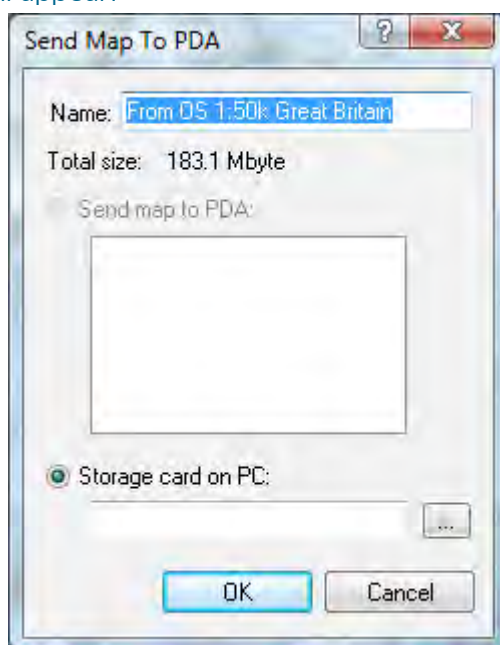 appear.
Send Map To PDA
Name: From OS 1:50k Great Britain
Total size: 183.1 Mbyte
Send map to PDA:
Storage card on PC:
...
OK Cancel